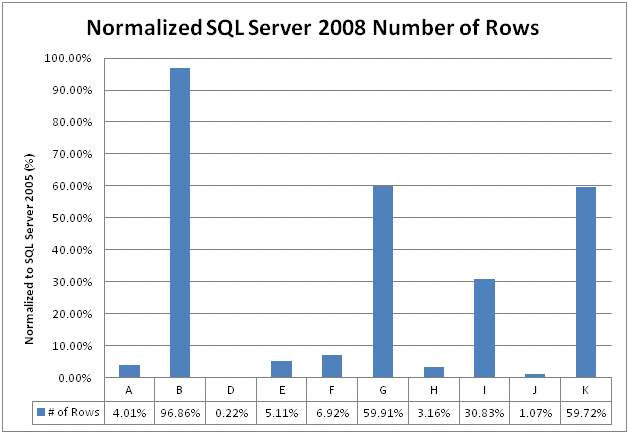 Normalized SQL Server 2008 Number of Rows
Normalized to SQL Server 2005 (%)
100.00%
90.00%
80.00%
70.00%
60.00%
50.00%
40.00%
30.00%
20.00%
10.00%
0.00%
A B D E F G H I J K
# of Rows 4.01% 96.86% 0.22% 5.11% 6.92% 59.91% 3.16% 30.83% 1.07% 59.72%